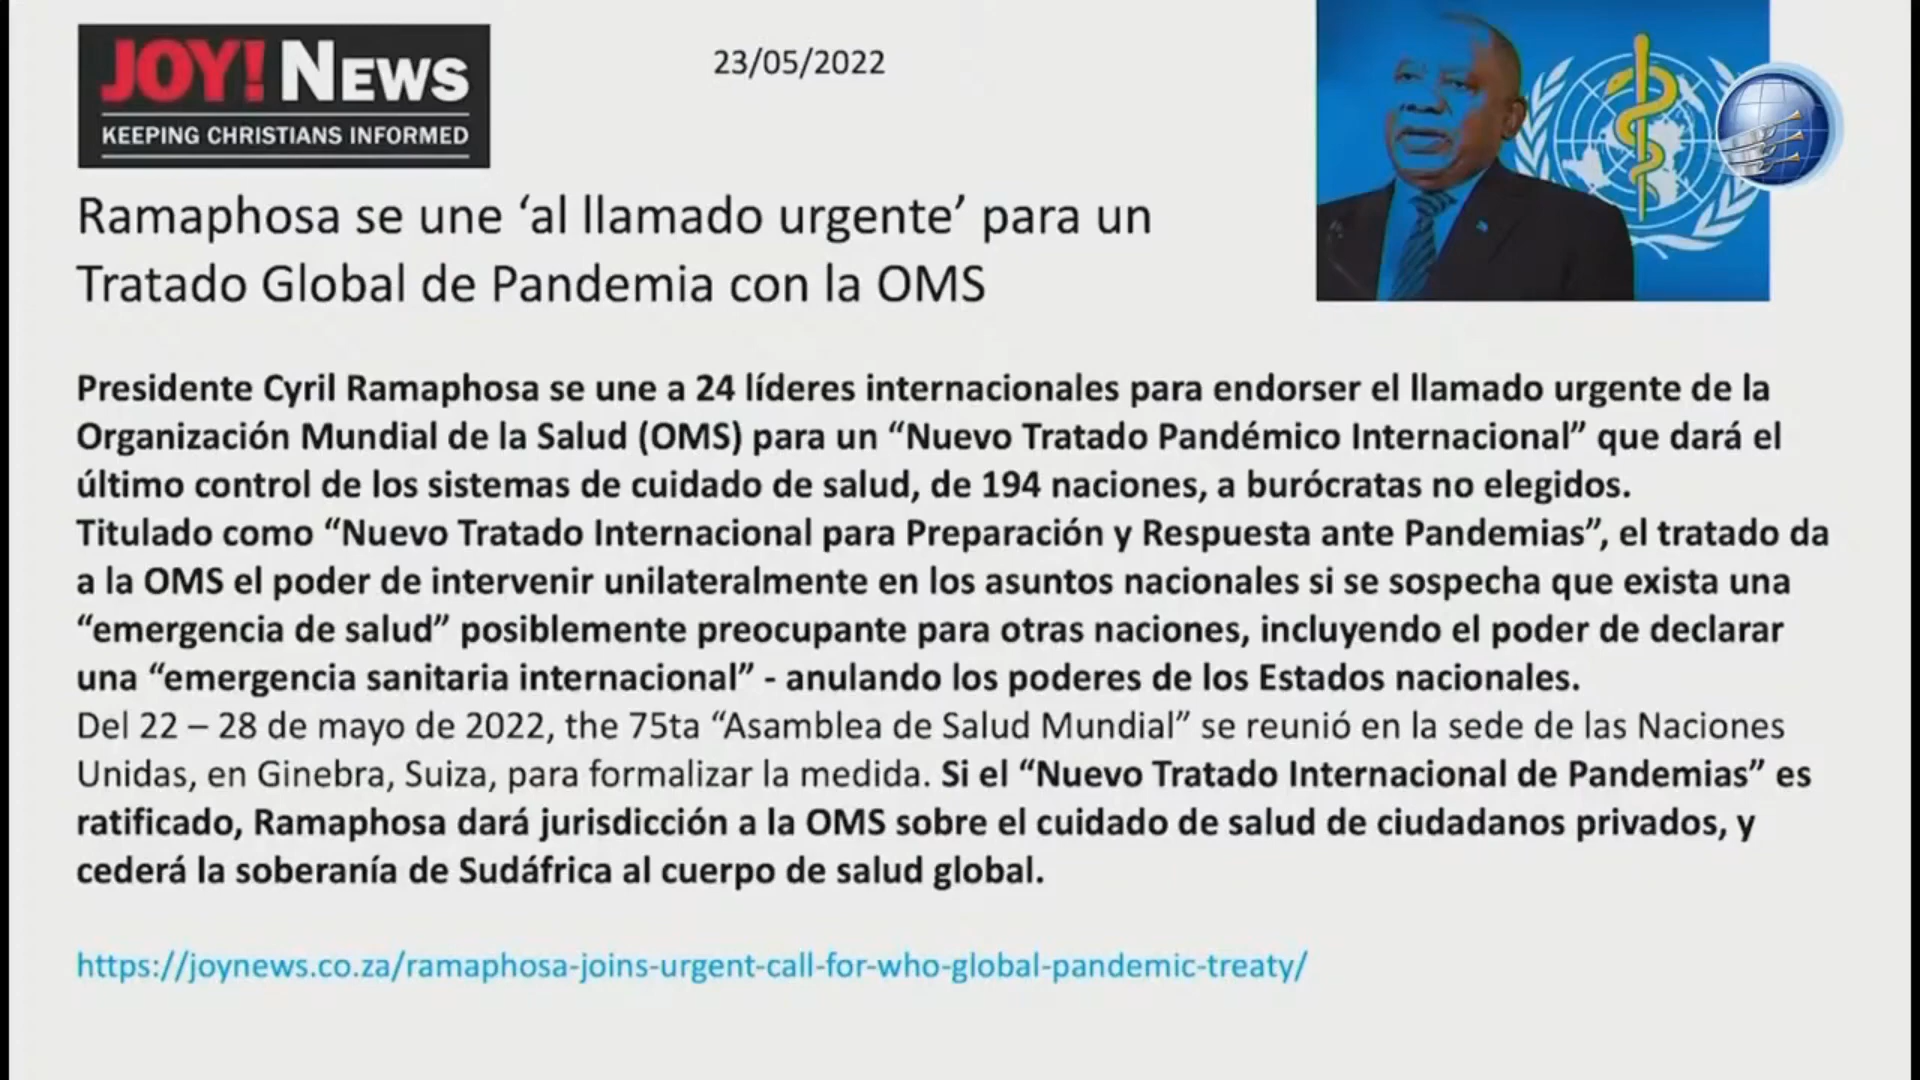 JOY! NEWS
KEEPING CHRISTIANS INFORMED
23/05/2022
Ramaphosa se une ‘al llamado urgente’ para un
Tratado Global de Pandemia con la OMS
Presidente Cyril Ramaphosa se une a 24 líderes internacionales para endorser el llamado urgente de la
Organización Mundial de la Salud (OMS) para un “Nuevo Tratado Pandémico Internacional” que dará el
último control de los sistemas de cuidado de salud, de 194 naciones, a burócratas no elegidos.
Titulado como “Nuevo Tratado Internacional para Preparación y Respuesta ante Pandemias”, el tratado da
a la OMS el poder de intervenir unilateralmente en los asuntos nacionales si se sospecha que exista una
“emergencia de salud” posiblemente preocupante para otras naciones, incluyendo el poder de declarar
una “emergencia sanitaria internacional” - anulando los poderes de los Estados nacionales.
Del 22 – 28 de mayo de 2022, the 75ta “Asamblea de Salud Mundial” se reunió en la sede de las Naciones
Unidas, en Ginebra, Suiza, para formalizar la medida. Si el “Nuevo Tratado Internacional de Pandemias” es
ratificado, Ramaphosa dará jurisdicción a la OMS sobre el cuidado de salud de ciudadanos privados, y
cederá la soberanía de Sudáfrica al cuerpo de salud global.
https://joynews.co.za/ramaphosa-joins-urgent-call-for-who-global-pandemic-treaty/